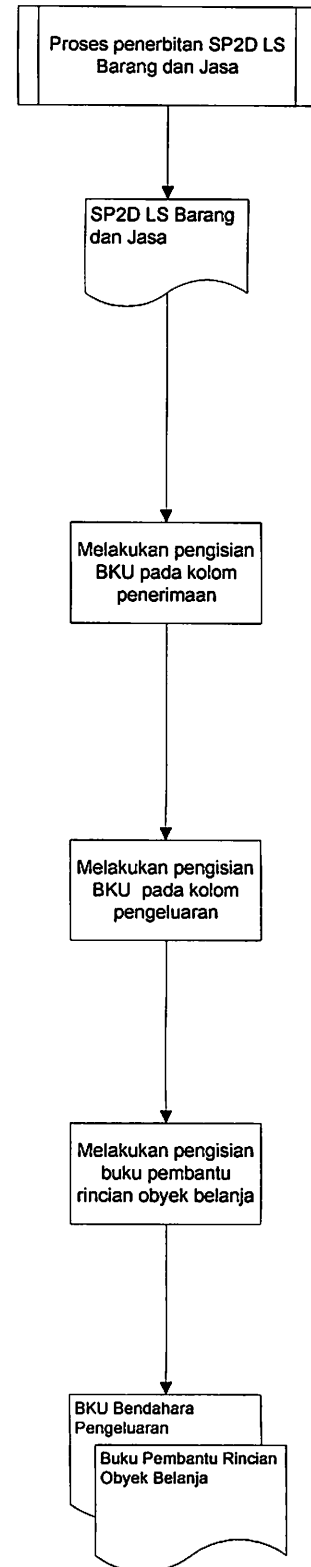 Proses penerbitan SP2D LS
Barang dan Jasa
SP2D LS Barang
dan Jasa
Melakukan pengisian
BKU pada kolom
penerimaan
Melakukan pengisian
BKU pada kolom
pengeluaran
Melakukan pengisian
buku pembantu
rincian obyek belanja
BKU Bendahara
Pengeluaran
Buku Pembantu Rincian
Obyek Belanja